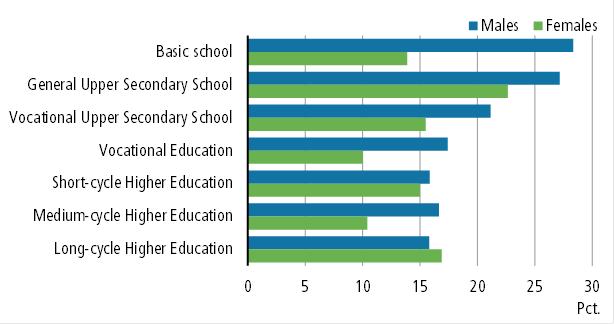 Males Females
Basic school
General Upper Secondary School
Vocational Upper Secondary School
Vocational Education
Short-cycle Higher Education
Medium-cycle Higher Education
Long-cycle Higher Education
0 5 10 15 20 25 30
Pct.